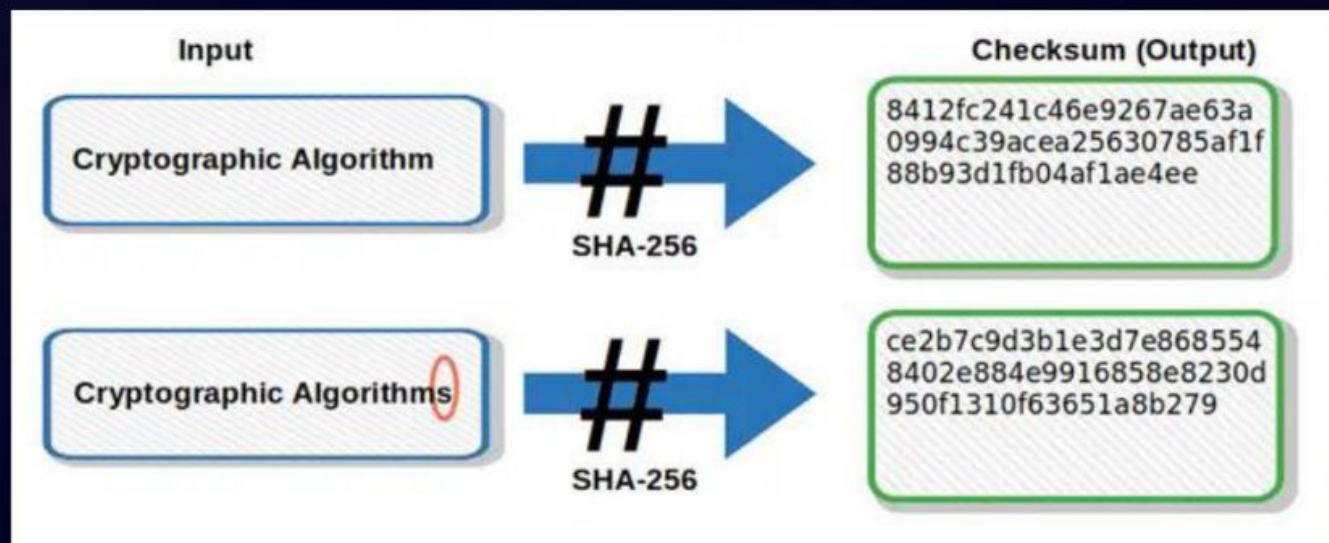 Input
Checksum (Output)
Cryptographic Algorithm
#
SHA-256
8412fc241c46e9267ae63a
0994c39acea25630785af1f
88b93d1fb04af1ae4ee
Cryptographic Algorithms
#
SHA-256
ce2b7c9d3b1e3d7e868554
8402e884e9916858e8230d
950f1310f63651a8b279